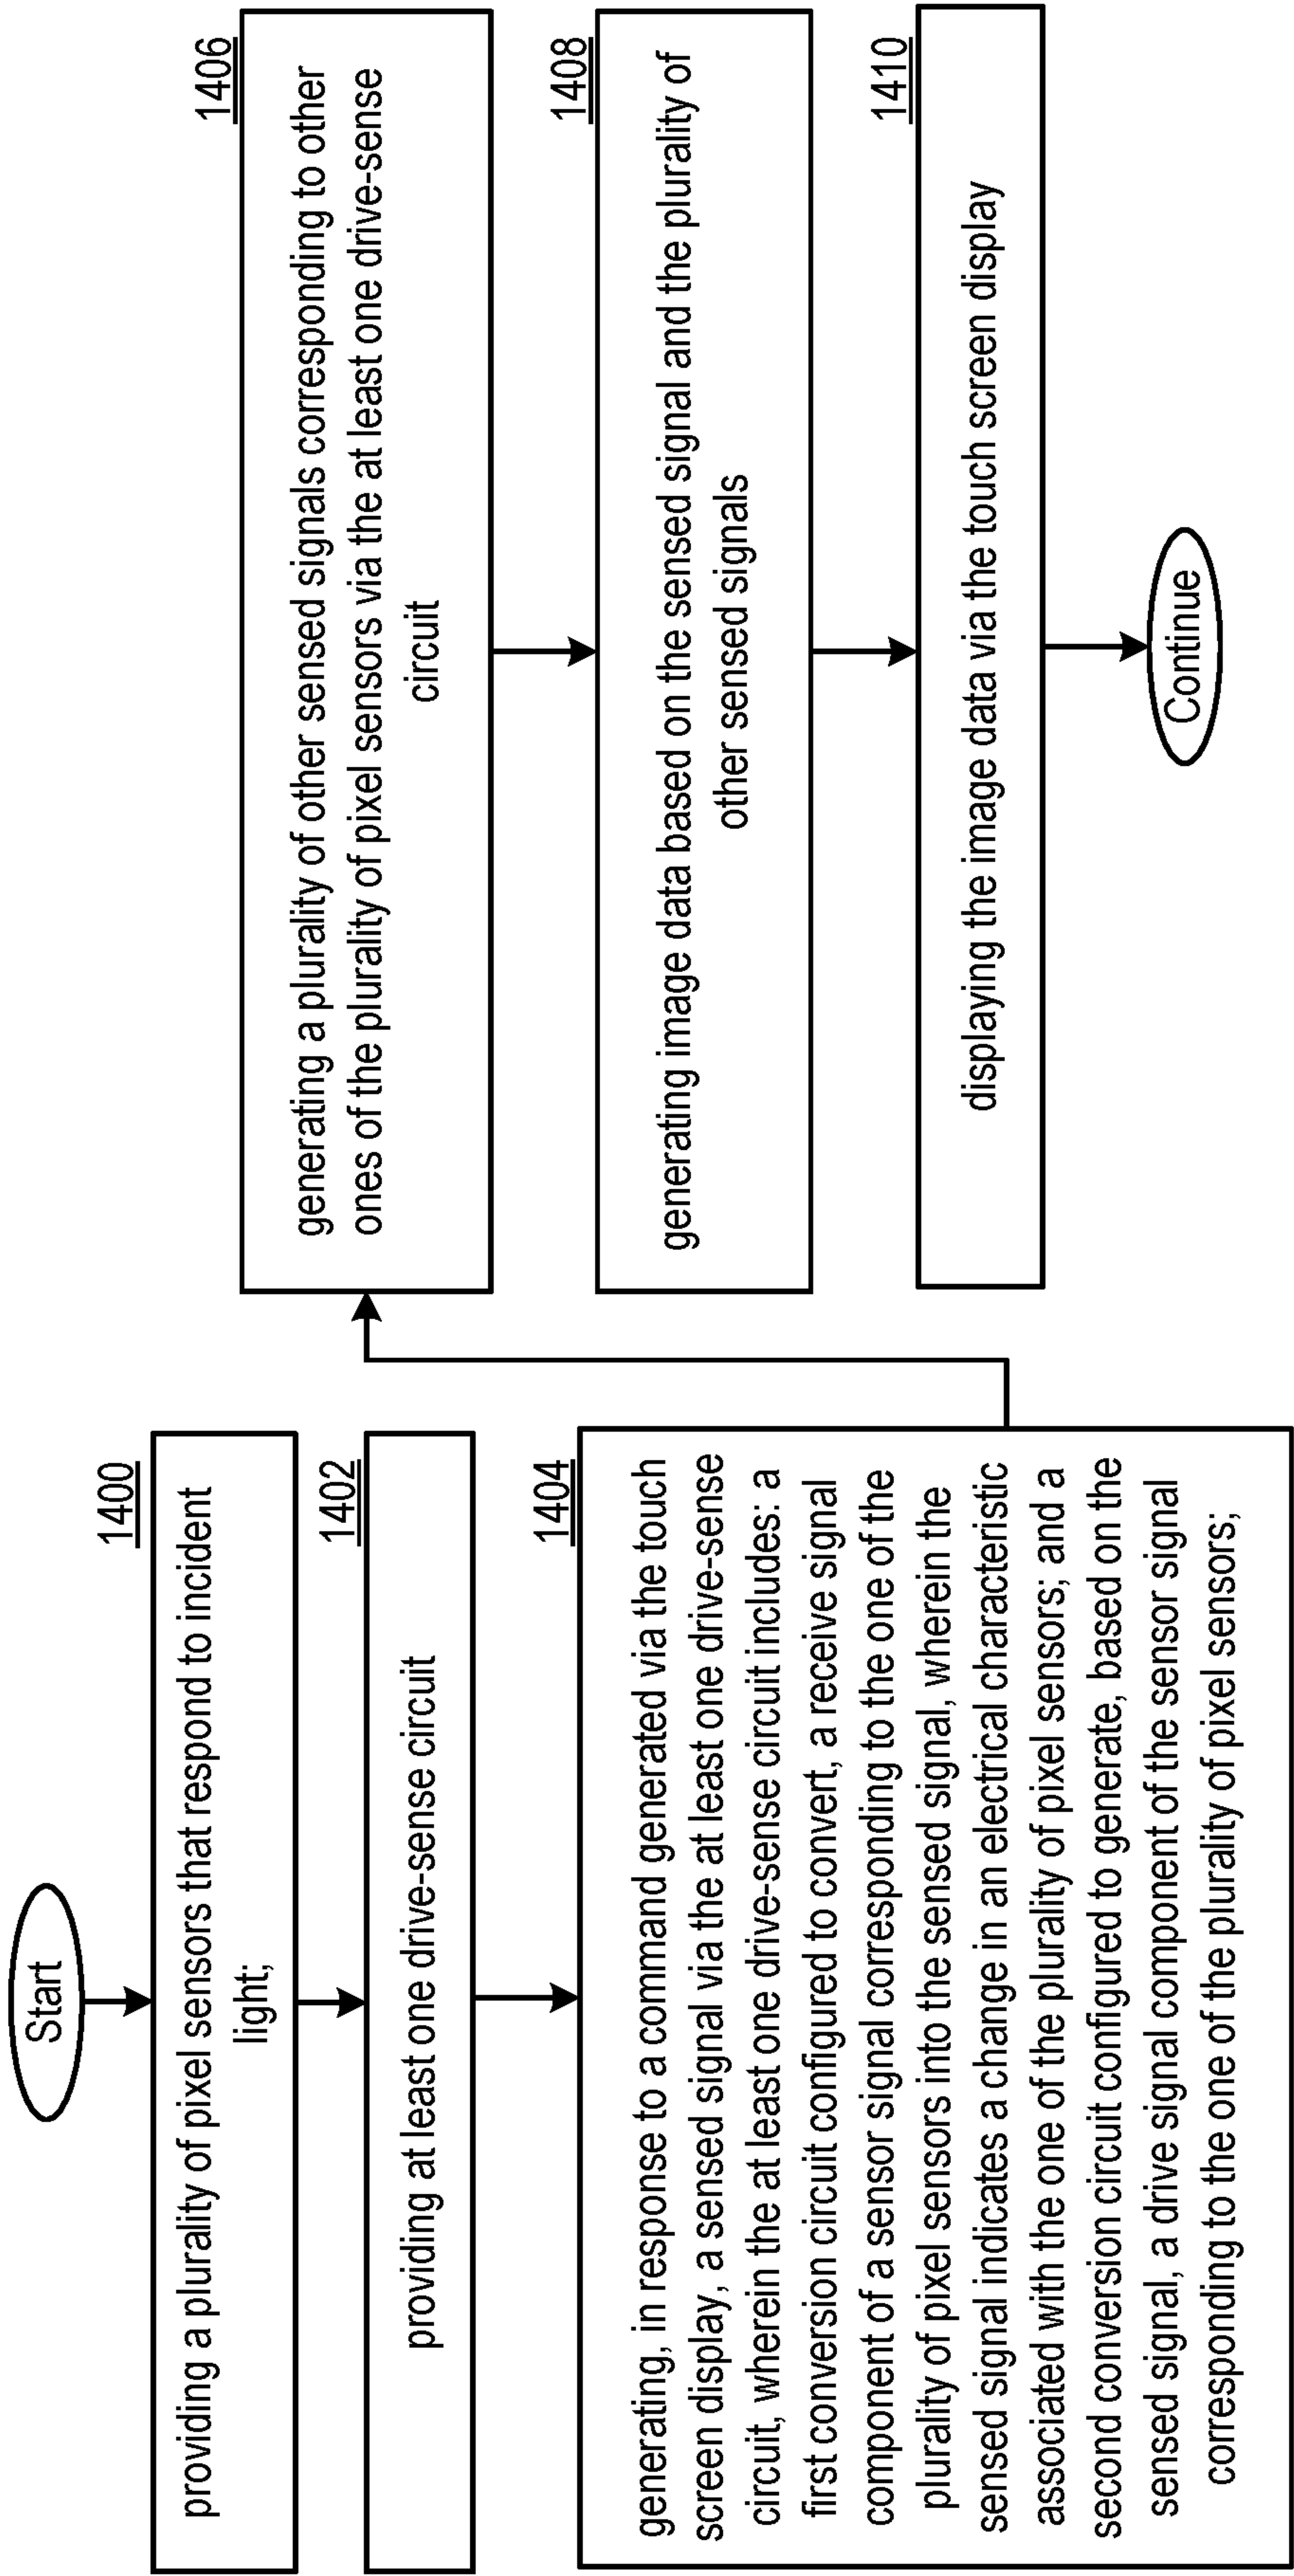 Start
1400
providing a plurality of pixel sensors that respond to incident
light;
1402
providing at least one drive-sense circuit
1404
generating, in response to a command generated via the touch
screen display, a sensed signal via the at least one drive-sense
circuit, wherein the at least one drive-sense circuit includes: a
first conversion circuit configured to convert, a receive signal
component of a sensor signal corresponding to the one of the
plurality of pixel sensors into the sensed signal, wherein the
sensed signal indicates a change in an electrical characteristic
associated with the one of the plurality of pixel sensors; and a
second conversion circuit configured to generate, based on the
sensed signal, a drive signal component of the sensor signal
corresponding to the one of the plurality of pixel sensors;
1406
generating a plurality of other sensed signals corresponding to other
ones of the plurality of pixel sensors via the at least one drive-sense
circuit
1408
generating image data based on the sensed signal and the plurality of
other sensed signals
1410
displaying the image data via the touch screen display
Continue